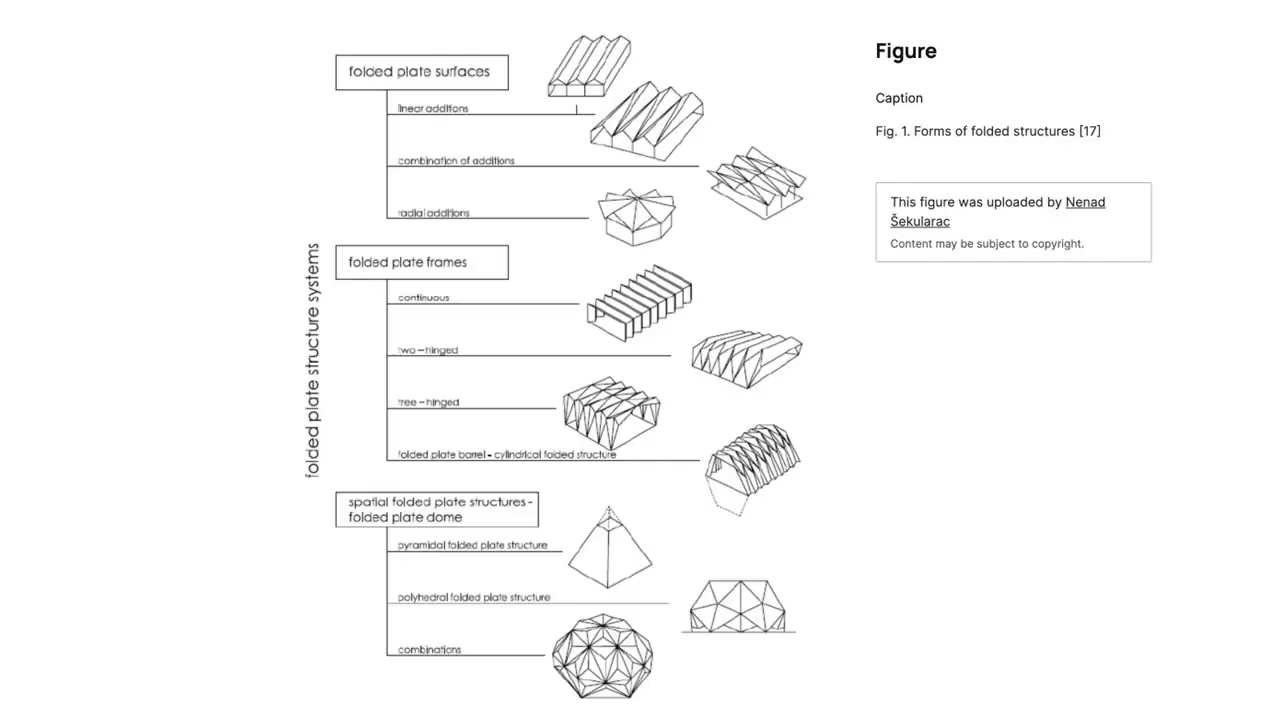 folded plate surfaces
linear additions
combination of additions
radial additions
folded plate structure systems
folded plate frames
continuous
two-hinged
tree-hinged
folded plate barrel - cylindrical folded structure
spatial folded plate structures-
folded plate dome
pyramidal folded plate structure
polyhedral folded plate structure
combinations
Figure
Caption
Fig. 1. Forms of folded structures [17]
This figure was uploaded by Nenad
Šekularac
Content may be subject to copyright.